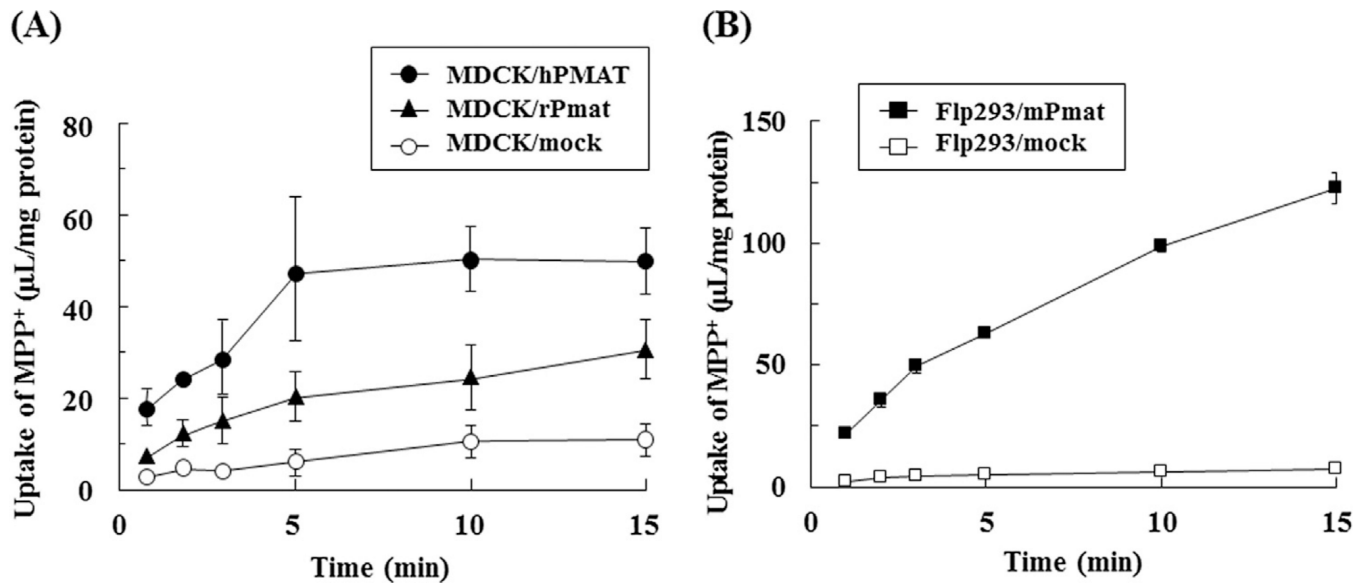 (A)
MDCK/hPMAT
MDCK/rPmat
MDCK/mock
Uptake of MPP⁺ (µL/mg protein)
80
60
40
20
0
0 5 10 15
Time (min)
(B)
Flp293/mPmat
Flp293/mock
Uptake of MPP⁺ (µL/mg protein)
150
100
50
0
0 5 10 15
Time (min)